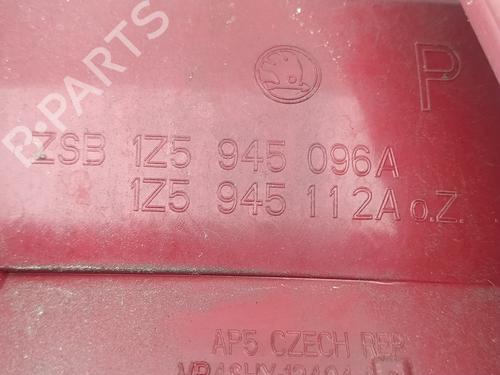 B-PARTS
P
ZSB 1Z5 945 096A
1Z5 945 112A o.Z.
AP5 CZECH REP